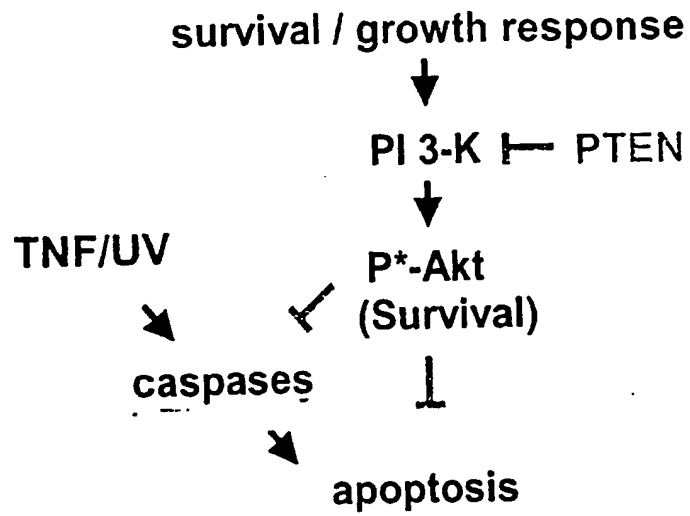 survival / growth response
PI 3-K PTEN
TNF/UV
P*-Akt
(Survival)
caspases
apoptosis